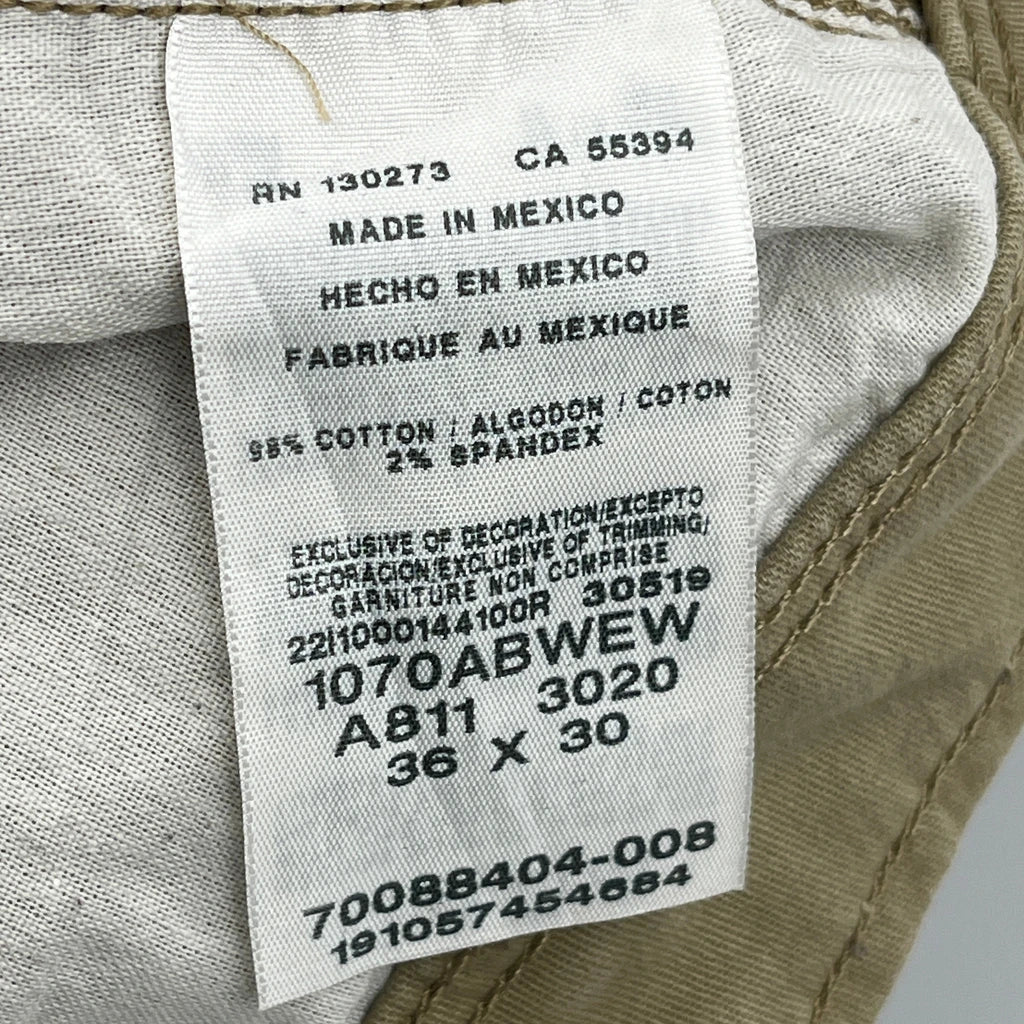 RN 130273 CA 55394
MADE IN MEXICO
HECHO EN MEXICO
FABRIQUE AU MEXIQUE
98% COTTON / ALGODON / COTON
2% SPANDEX
EXCLUSIVE OF DECORATION/EXCEPTO
DECORACION/EXCLUSIVE OF TRIMMING/
GARNITURE NON COMPRISE
22I1000144100R 30519
1070ABWEW
A811 3020
36 X 30
70088404-008
191057454684